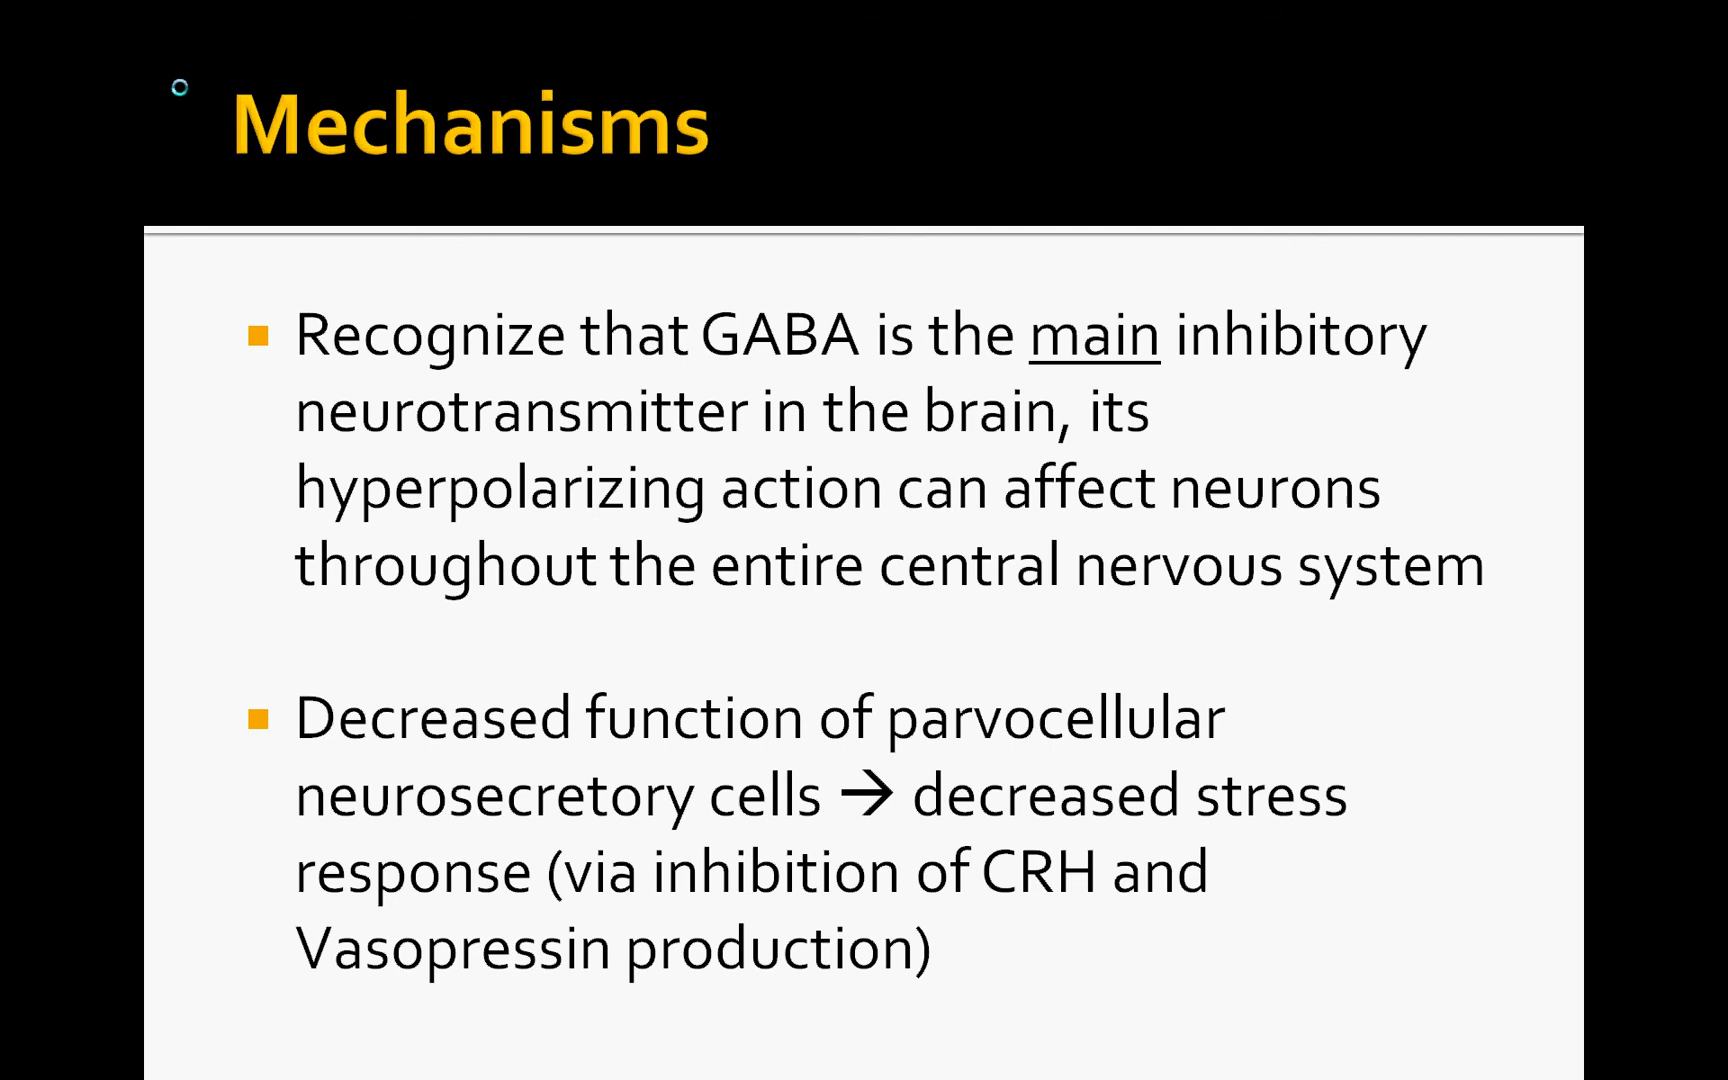 Mechanisms
Recognize that GABA is the main inhibitory
neurotransmitter in the brain, its
hyperpolarizing action can affect neurons
throughout the entire central nervous system
Decreased function of parvocellular
neurosecretory cells → decreased stress
response (via inhibition of CRH and
Vasopressin production)